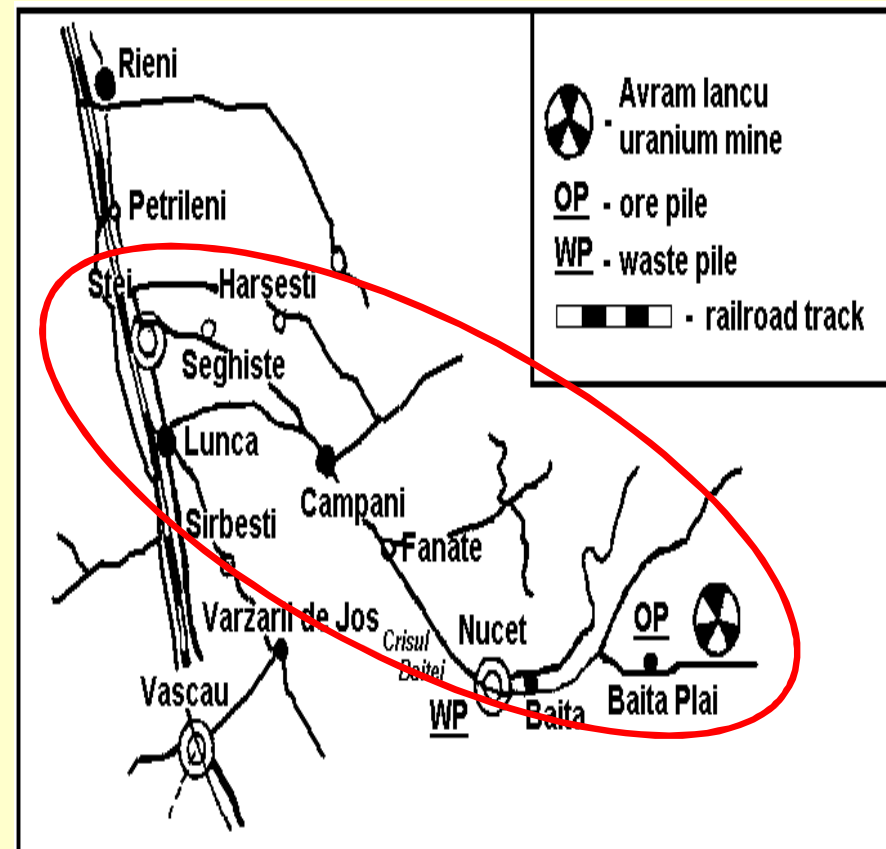 Rieni
Petrileni
Stei
Harsesti
Seghiste
Lunca
Campani
Sirbesti
Fanate
Varzarii de Jos
Crisul
Baitei
Nucet
OP
Vascau
WP
Baita
Baita Plai
- Avram Iancu
uranium mine
OP - ore pile
WP - waste pile
- railroad track